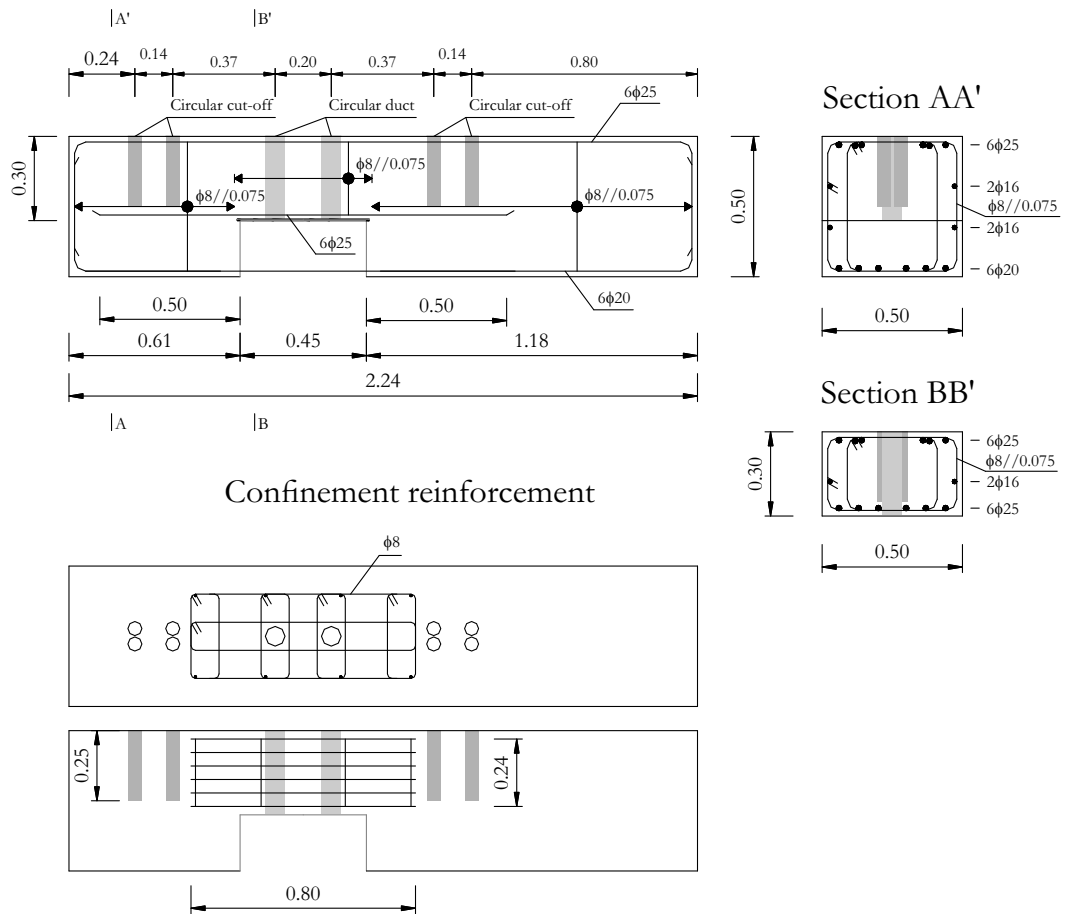 A'
B'
0.24
0.14
0.37
0.20
0.37
0.14
0.80
Circular cut-off
Circular duct
Circular cut-off
6ϕ25
0.30
ϕ8//0.075
ϕ8//0.075
ϕ8//0.075
6ϕ25
6ϕ20
0.50
0.50
0.50
0.61
0.45
1.18
2.24
A
B
Section AA'
6ϕ25
2ϕ16
ϕ8//0.075
2ϕ16
6ϕ20
0.50
Section BB'
0.30
6ϕ25
ϕ8//0.075
2ϕ16
6ϕ25
0.50
Confinement reinforcement
ϕ8
0.25
0.24
0.80